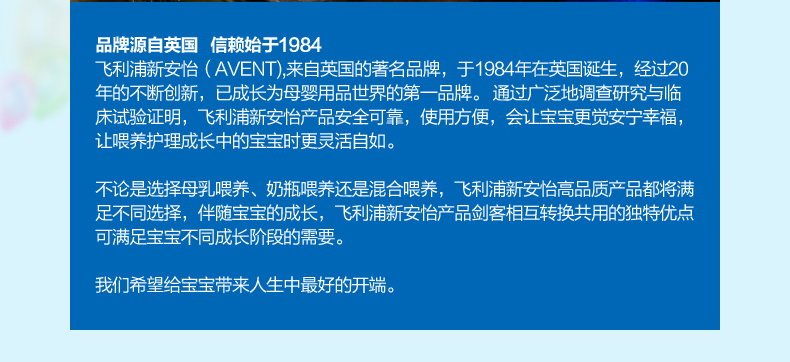 品牌源自英国  信赖始于1984
飞利浦新安怡（AVENT),来自英国的著名品牌，于1984年在英国诞生，经过20
年的不断创新，已成长为母婴用品世界的第一品牌。 通过广泛地调查研究与临
床试验证明，飞利浦新安怡产品安全可靠，使用方便，会让宝宝更觉安宁幸福，
让喂养护理成长中的宝宝时更灵活自如。
不论是选择母乳喂养、奶瓶喂养还是混合喂养，飞利浦新安怡高品质产品都将满
足不同选择，伴随宝宝的成长，飞利浦新安怡产品剑客相互转换共用的独特优点
可满足宝宝不同成长阶段的需要。
我们希望给宝宝带来人生中最好的开端。